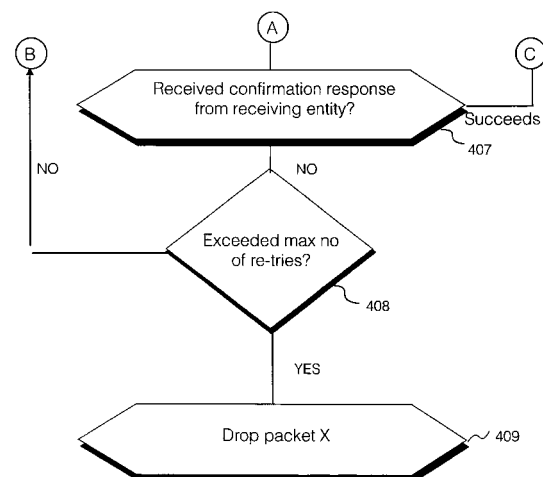 A
B
C
Received confirmation response
from receiving entity?
Succeeds
407
NO
NO
Exceeded max no
of re-tries?
408
YES
Drop packet X
409